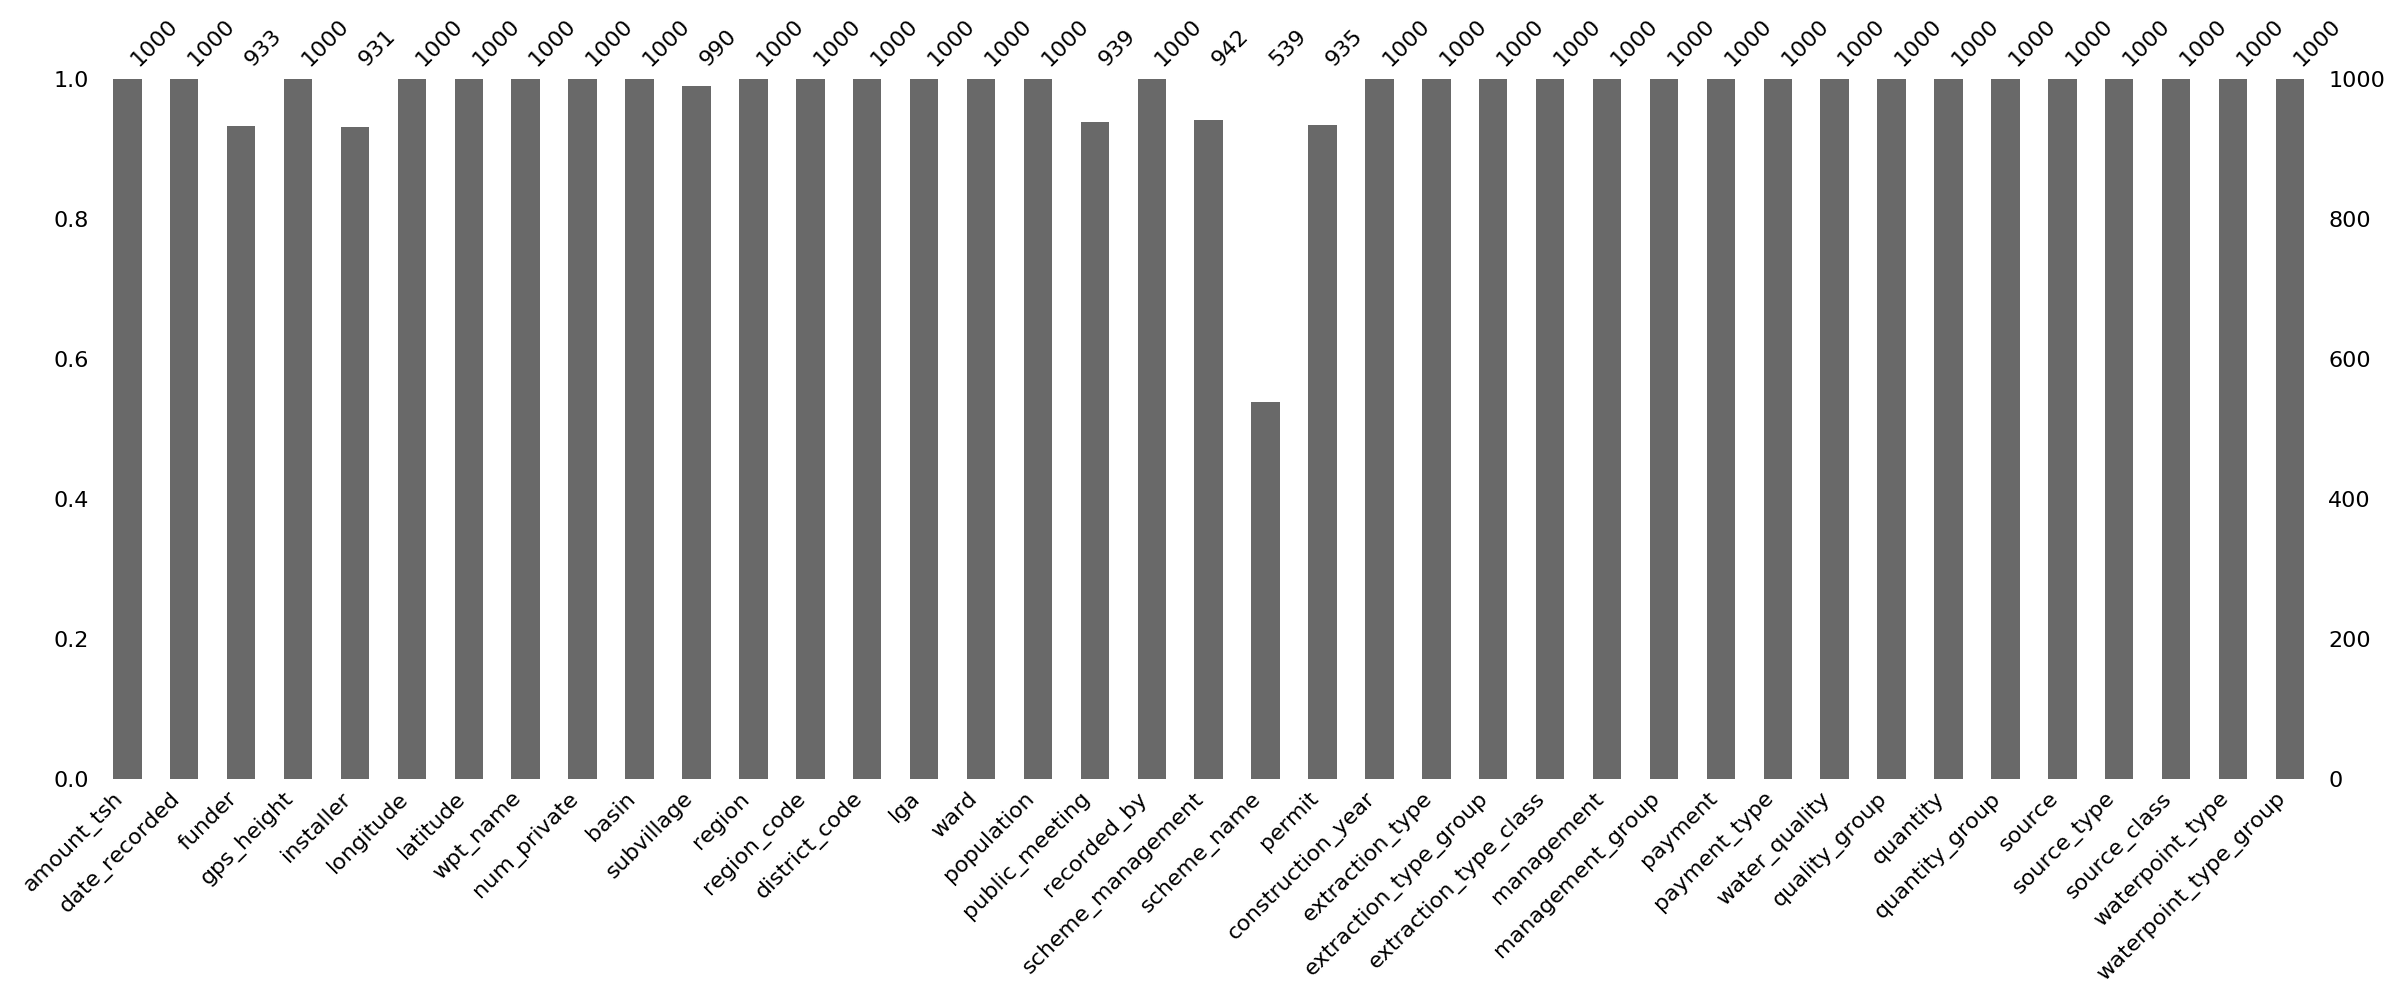 1000 1000 933 1000 931 1000 1000 1000 1000 1000 990 1000 1000 1000 1000 1000 1000 939 1000 942 539 935 1000 1000 1000 1000 1000 1000 1000 1000 1000 1000 1000 1000 1000 1000 1000 1000 1000
1.0 1000
0.8 800
0.6 600
0.4 400
0.2 200
0.0 0
amount_tsh
date_recorded
funder
gps_height
installer
longitude
latitude
wpt_name
num_private
basin
subvillage
region
region_code
district_code
lga
ward
population
public_meeting
recorded_by
scheme_management
scheme_name
permit
construction_year
extraction_type
extraction_type_group
extraction_type_class
management
management_group
payment
payment_type
water_quality
quality_group
quantity
quantity_group
source
source_type
source_class
waterpoint_type
waterpoint_type_group